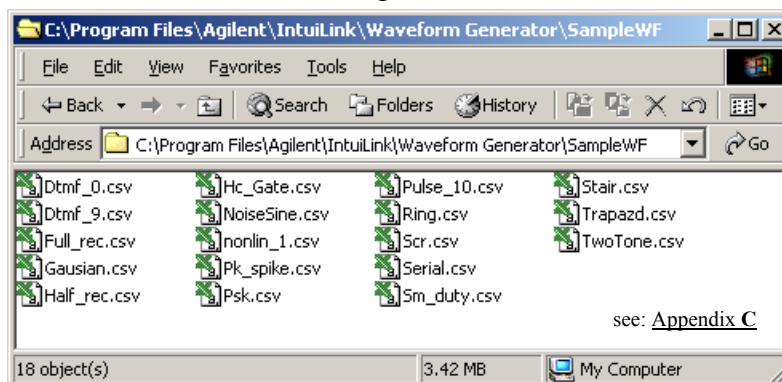 C:\Program Files\Agilent\IntuiLink\Waveform Generator\SampleWF
File Edit View Favorites Tools Help
Back Search Folders History
Address C:\Program Files\Agilent\IntuiLink\Waveform Generator\SampleWF Go
Dtmf_0.csv Hc_Gate.csv Pulse_10.csv Stair.csv
Dtmf_9.csv NoiseSine.csv Ring.csv Trapazd.csv
Full_rec.csv nonlin_1.csv Scr.csv TwoTone.csv
Gausian.csv Pk_spike.csv Serial.csv
Half_rec.csv Psk.csv Sm_duty.csv
see: Appendix C
18 object(s) 3.42 MB My Computer